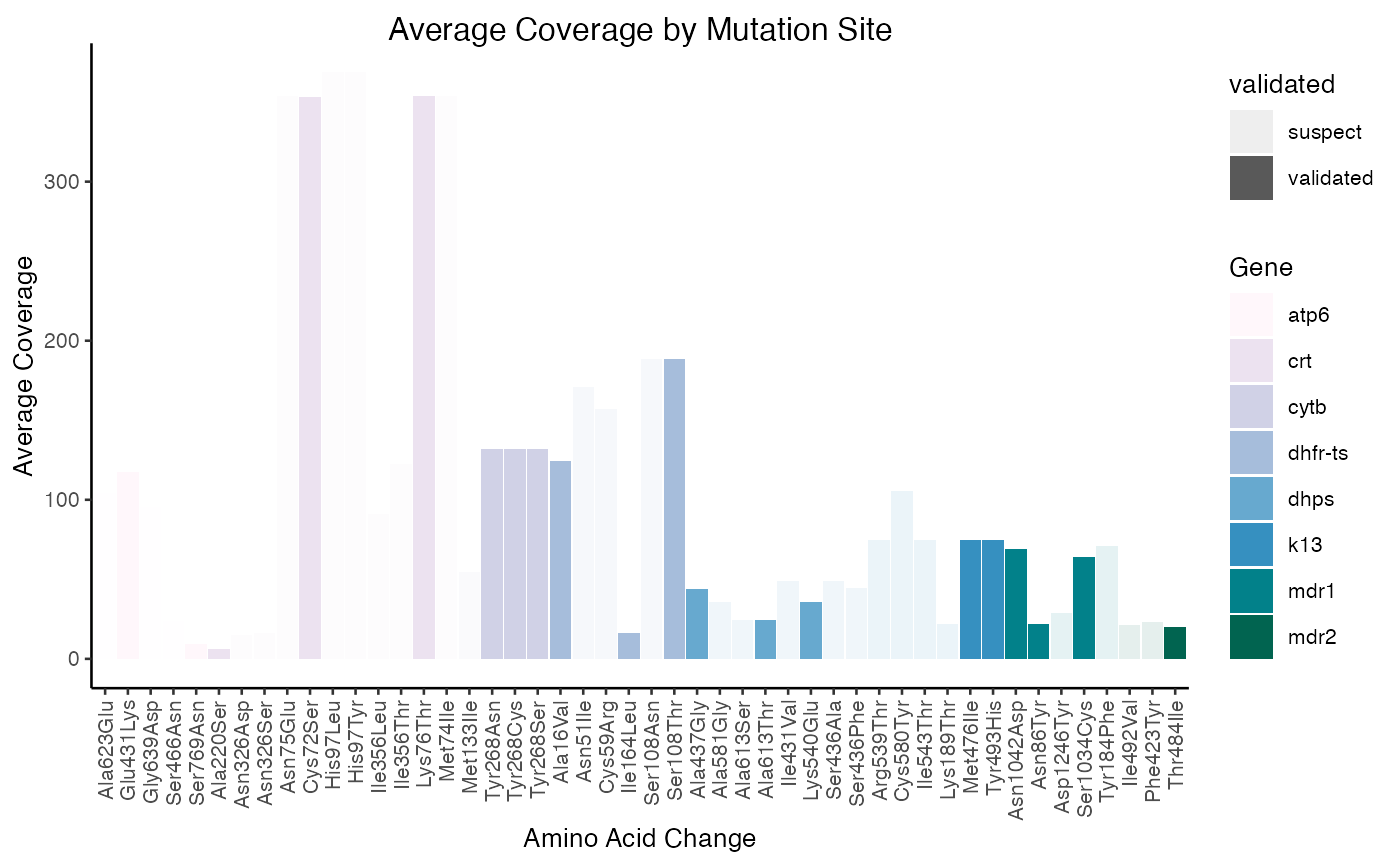 Average Coverage by Mutation Site
Average Coverage
300
200
100
0
Ala623Glu
Glu431Lys
Gly639Asp
Ser466Asn
Ser769Asn
Ala220Ser
Asn326Asp
Asn326Ser
Asn75Glu
Cys72Ser
His97Leu
His97Tyr
Ile356Leu
Ile356Thr
Lys76Thr
Met74Ile
Met133Ile
Tyr268Asn
Tyr268Cys
Tyr268Ser
Ala16Val
Asn51Ile
Cys59Arg
Ile164Leu
Ser108Asn
Ser108Thr
Ala437Gly
Ala581Gly
Ala613Ser
Ala613Thr
Ile431Val
Lys540Glu
Ser436Ala
Ser436Phe
Arg539Thr
Cys580Tyr
Ile543Thr
Lys189Thr
Met476Ile
Tyr493His
Asn1042Asp
Asn86Tyr
Asp1246Tyr
Ser1034Cys
Tyr184Phe
Ile492Val
Phe423Tyr
Thr484Ile
Amino Acid Change
validated
suspect
validated
Gene
atp6
crt
cytb
dhfr-ts
dhps
k13
mdr1
mdr2